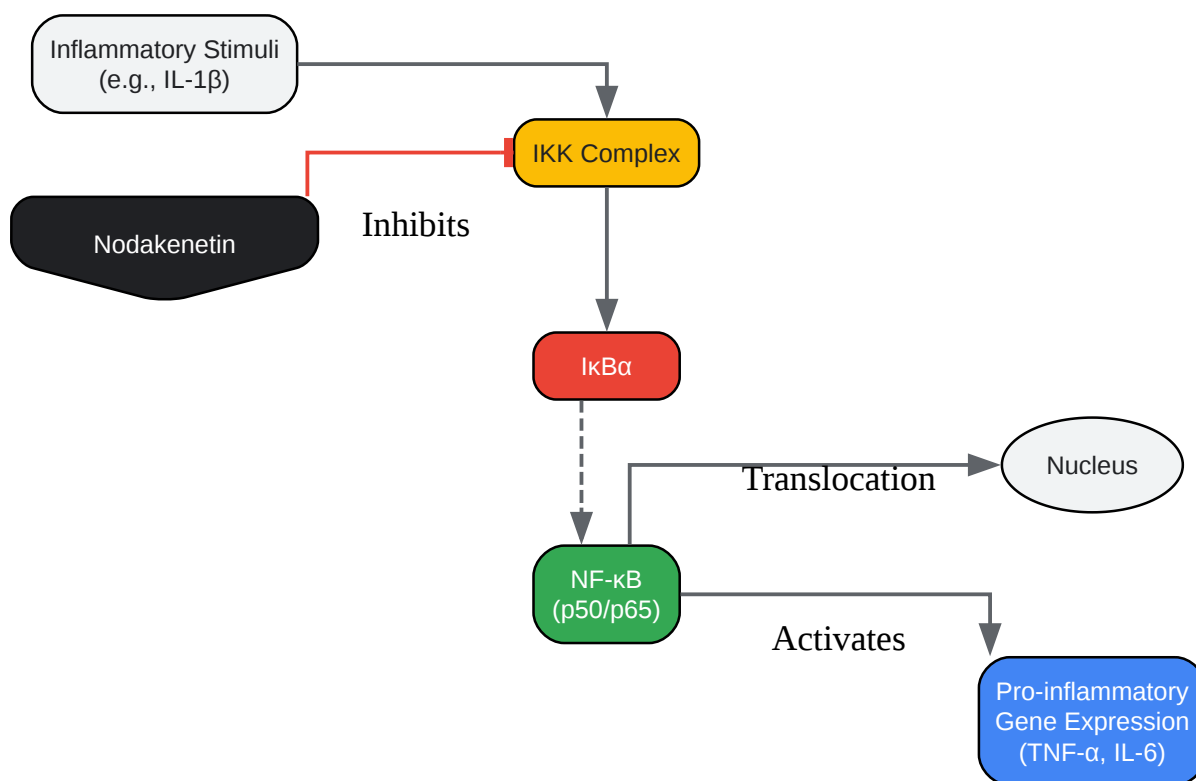 Inflammatory Stimuli
(e.g., IL-1β)
IKK Complex
Nodakenetin
Inhibits
IκBα
Translocation
Nucleus
NF-κB
(p50/p65)
Activates
Pro-inflammatory
Gene Expression
(TNF-α, IL-6)